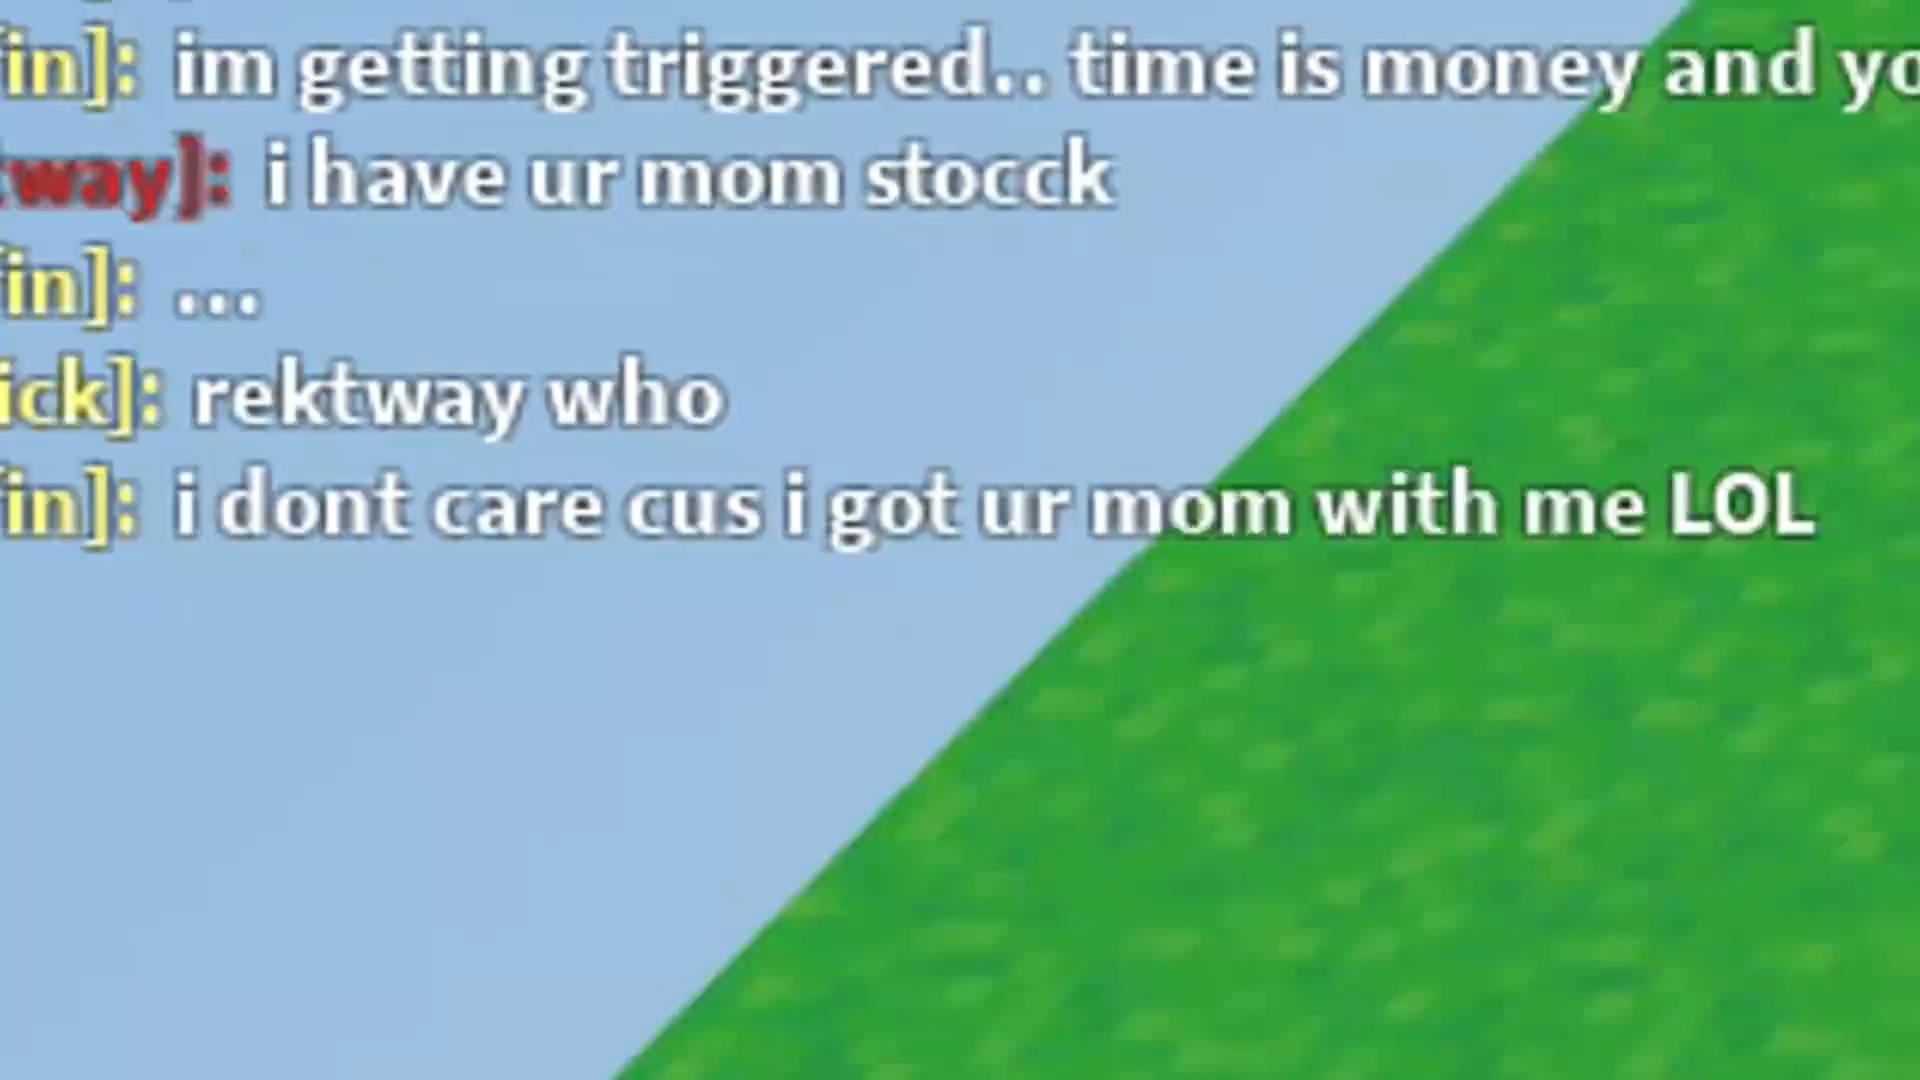 in]: im getting triggered.. time is money and yo
way]: i have ur mom stocck
in]: ...
ick]: rektway who
in]: i dont care cus i got ur mom with me LOL